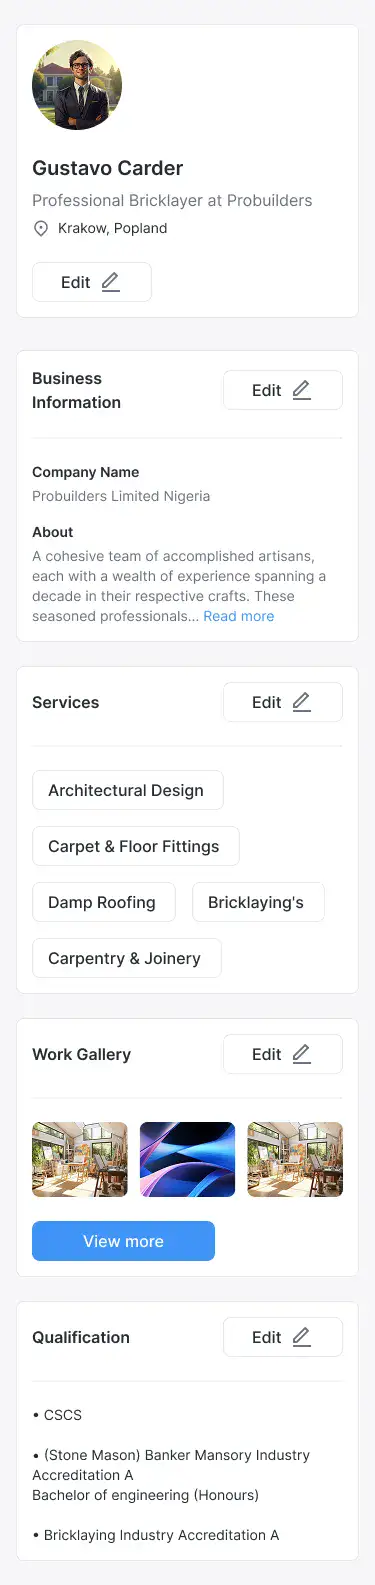 Gustavo Carder
Professional Bricklayer at Probuilders
Krakow, Popland
Edit
Business
Information
Edit
Company Name
Probuilders Limited Nigeria
About
A cohesive team of accomplished artisans,
each with a wealth of experience spanning a
decade in their respective crafts. These
seasoned professionals... Read more
Services
Edit
Architectural Design
Carpet & Floor Fittings
Damp Roofing
Bricklaying's
Carpentry & Joinery
Work Gallery
Edit
View more
Qualification
Edit
• CSCS
• (Stone Mason) Banker Mansory Industry
Accreditation A
Bachelor of engineering (Honours)
• Bricklaying Industry Accreditation A